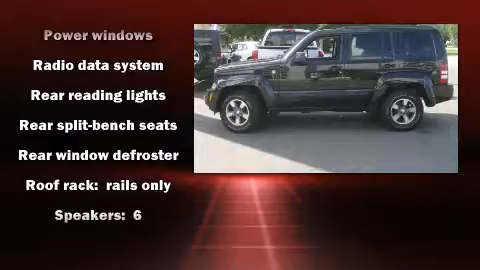 Power windows
Radio data system
Rear reading lights
Rear split-bench seats
Rear window defroster
Roof rack:  rails only
Speakers:  6